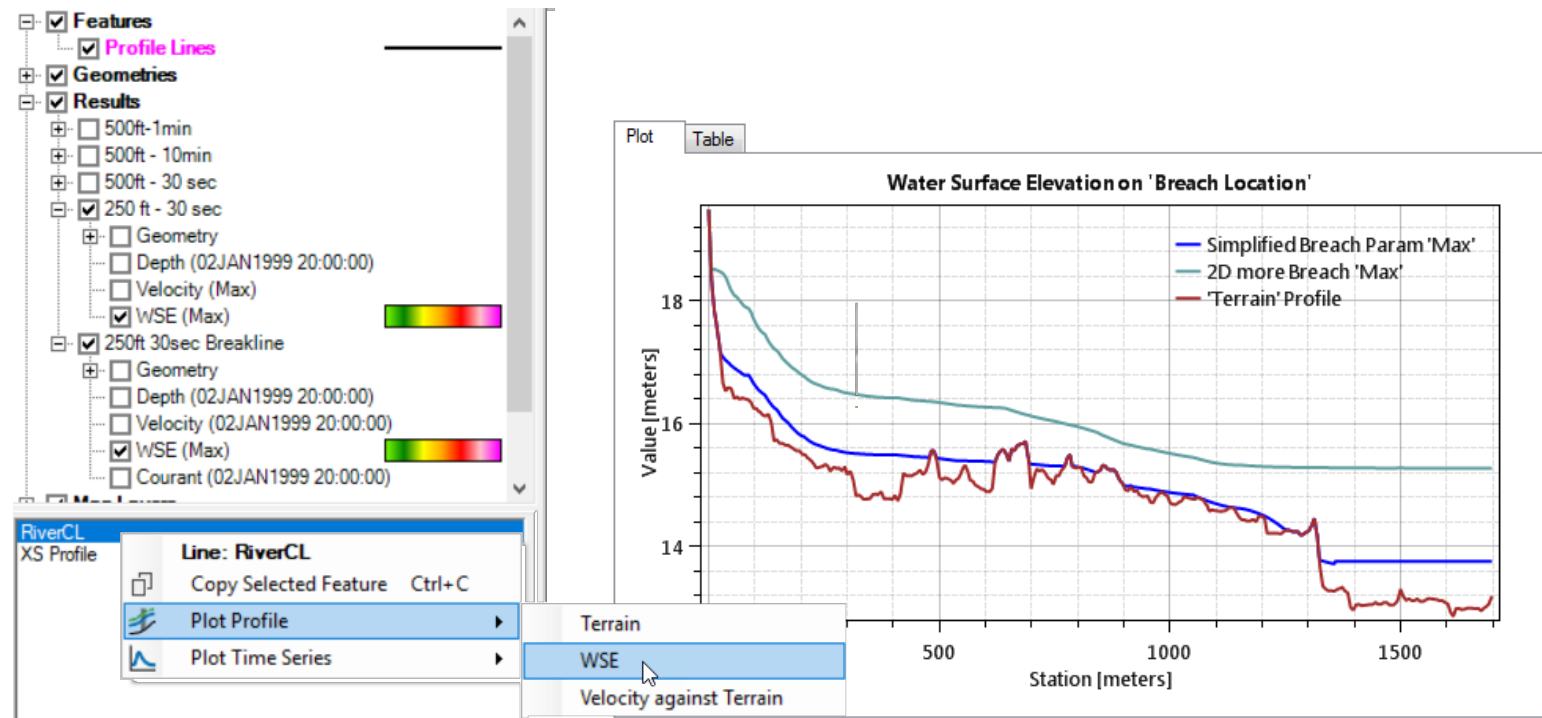 Features
Profile Lines
Geometries
Results
500ft-1min
500ft - 10min
500ft - 30 sec
250 ft - 30 sec
Geometry
Depth (02JAN1999 20:00:00)
Velocity (Max)
WSE (Max)
250ft 30sec Breakline
Geometry
Depth (02JAN1999 20:00:00)
Velocity (02JAN1999 20:00:00)
WSE (Max)
Courant (02JAN1999 20:00:00)
RiverCL
XS Profile
Line: RiverCL
Copy Selected Feature Ctrl+C
Plot Profile
Plot Time Series
Terrain
WSE
Velocity against Terrain
Plot
Table
Water Surface Elevation on 'Breach Location'
Simplified Breach Param 'Max'
2D more Breach 'Max'
'Terrain' Profile
Value [meters]
18
16
14
500
1000
1500
Station [meters]